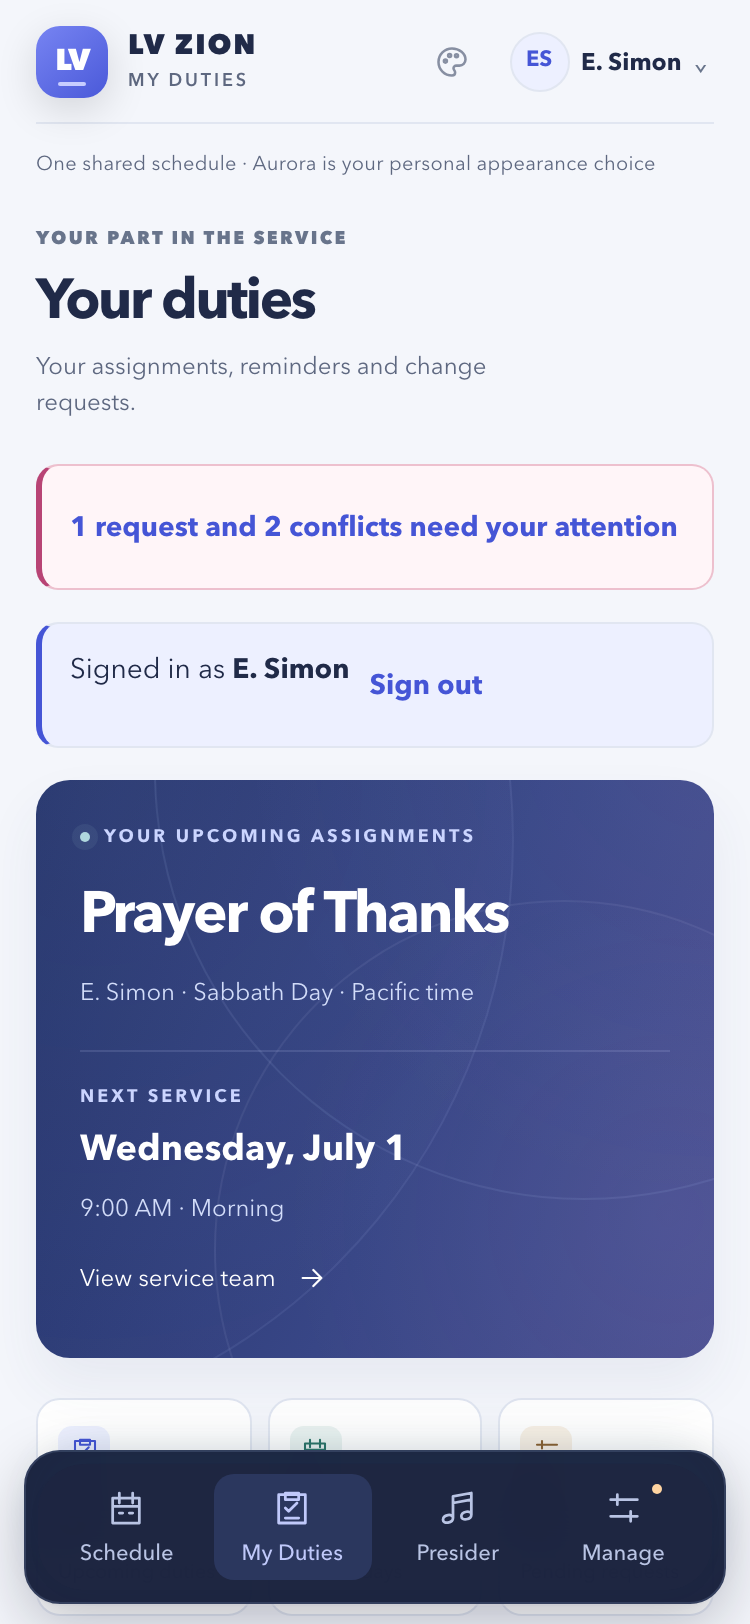 LV
LV ZION
MY DUTIES
ES
E. Simon
One shared schedule · Aurora is your personal appearance choice
YOUR PART IN THE SERVICE
Your duties
Your assignments, reminders and change
requests.
1 request and 2 conflicts need your attention
Signed in as E. Simon
Sign out
YOUR UPCOMING ASSIGNMENTS
Prayer of Thanks
E. Simon · Sabbath Day · Pacific time
NEXT SERVICE
Wednesday, July 1
9:00 AM · Morning
View service team →
Schedule
My Duties
Presider
Manage